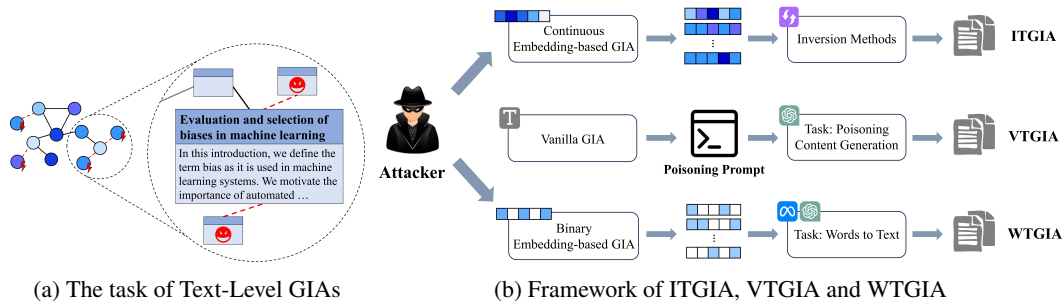 Evaluation and selection of
biases in machine learning
In this introduction, we define the
term bias as it is used in machine
learning systems. We motivate the
importance of automated …
(a) The task of Text-Level GIAs
Attacker
Continuous
Embedding-based GIA
Inversion Methods
ITGIA
T
Vanilla GIA
Poisoning Prompt
Task: Poisoning
Content Generation
VTGIA
Binary
Embedding-based GIA
Task: Words to Text
WTGIA
(b) Framework of ITGIA, VTGIA and WTGIA